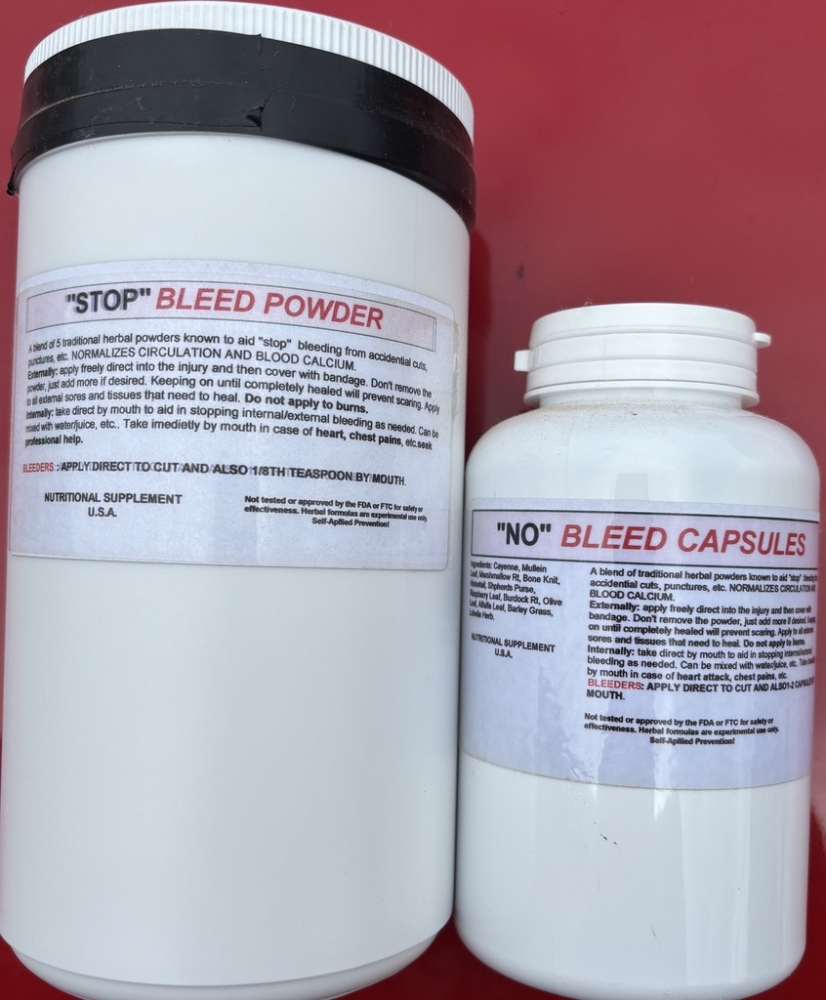 "STOP" BLEED POWDER
A blend of 5 traditional herbal powders known to aid "stop" bleeding from accidential cuts,
punctures, etc. NORMALIZES CIRCULATION AND BLOOD CALCIUM.
Externally: apply freely direct into the injury and then cover with bandage. Don't remove the
powder, just add more if desired. Keeping on until completely healed will prevent scaring. Apply
to all external sores and tissues that need to heal. Do not apply to burns.
Internally: take direct by mouth to aid in stopping internal/external bleeding as needed. Can be
mixed with water/juice, etc.. Take imedietly by mouth in case of heart, chest pains, etc.seek
professional help.
BLEEDERS : APPLY DIRECT TO CUT AND ALSO 1/8TH TEASPOON BY MOUTH.
NUTRITIONAL SUPPLEMENT
U.S.A.
Not tested or approved by the FDA or FTC for safety or
effectiveness. Herbal formulas are experimental use only.
Self-Apllied Prevention!
"NO" BLEED CAPSULES
Ingredients: Cayenne, Mullein
Leaf, Marshmallow Rt, Bone Knit,
Horsetail, Shpherds Purse,
Raspberry Leaf, Burdock Rt, Olive
Leaf, Alfalfa Leaf, Barley Grass,
Lobelia Herb.
NUTRITIONAL SUPPLEMENT
U.S.A.
A blend of traditional herbal powders known to aid "stop" bleeding
accidential cuts, punctures, etc. NORMALIZES CIRCULATION AND
BLOOD CALCIUM.
Externally: apply freely direct into the injury and then cover with
bandage. Don't remove the powder, just add more if desired. Keeping
on until completely healed will prevent scaring. Apply to all external
sores and tissues that need to heal. Do not apply to burns.
Internally: take direct by mouth to aid in stopping internal/external
bleeding as needed. Can be mixed with water/juice, etc.. Take
by mouth in case of heart attack, chest pains, etc.
BLEEDERS: APPLY DIRECT TO CUT AND ALSO1-2 CAPSULES
MOUTH.
Not tested or approved by the FDA or FTC for safety or
effectiveness. Herbal formulas are experimental use only.
Self-Apllied Prevention!